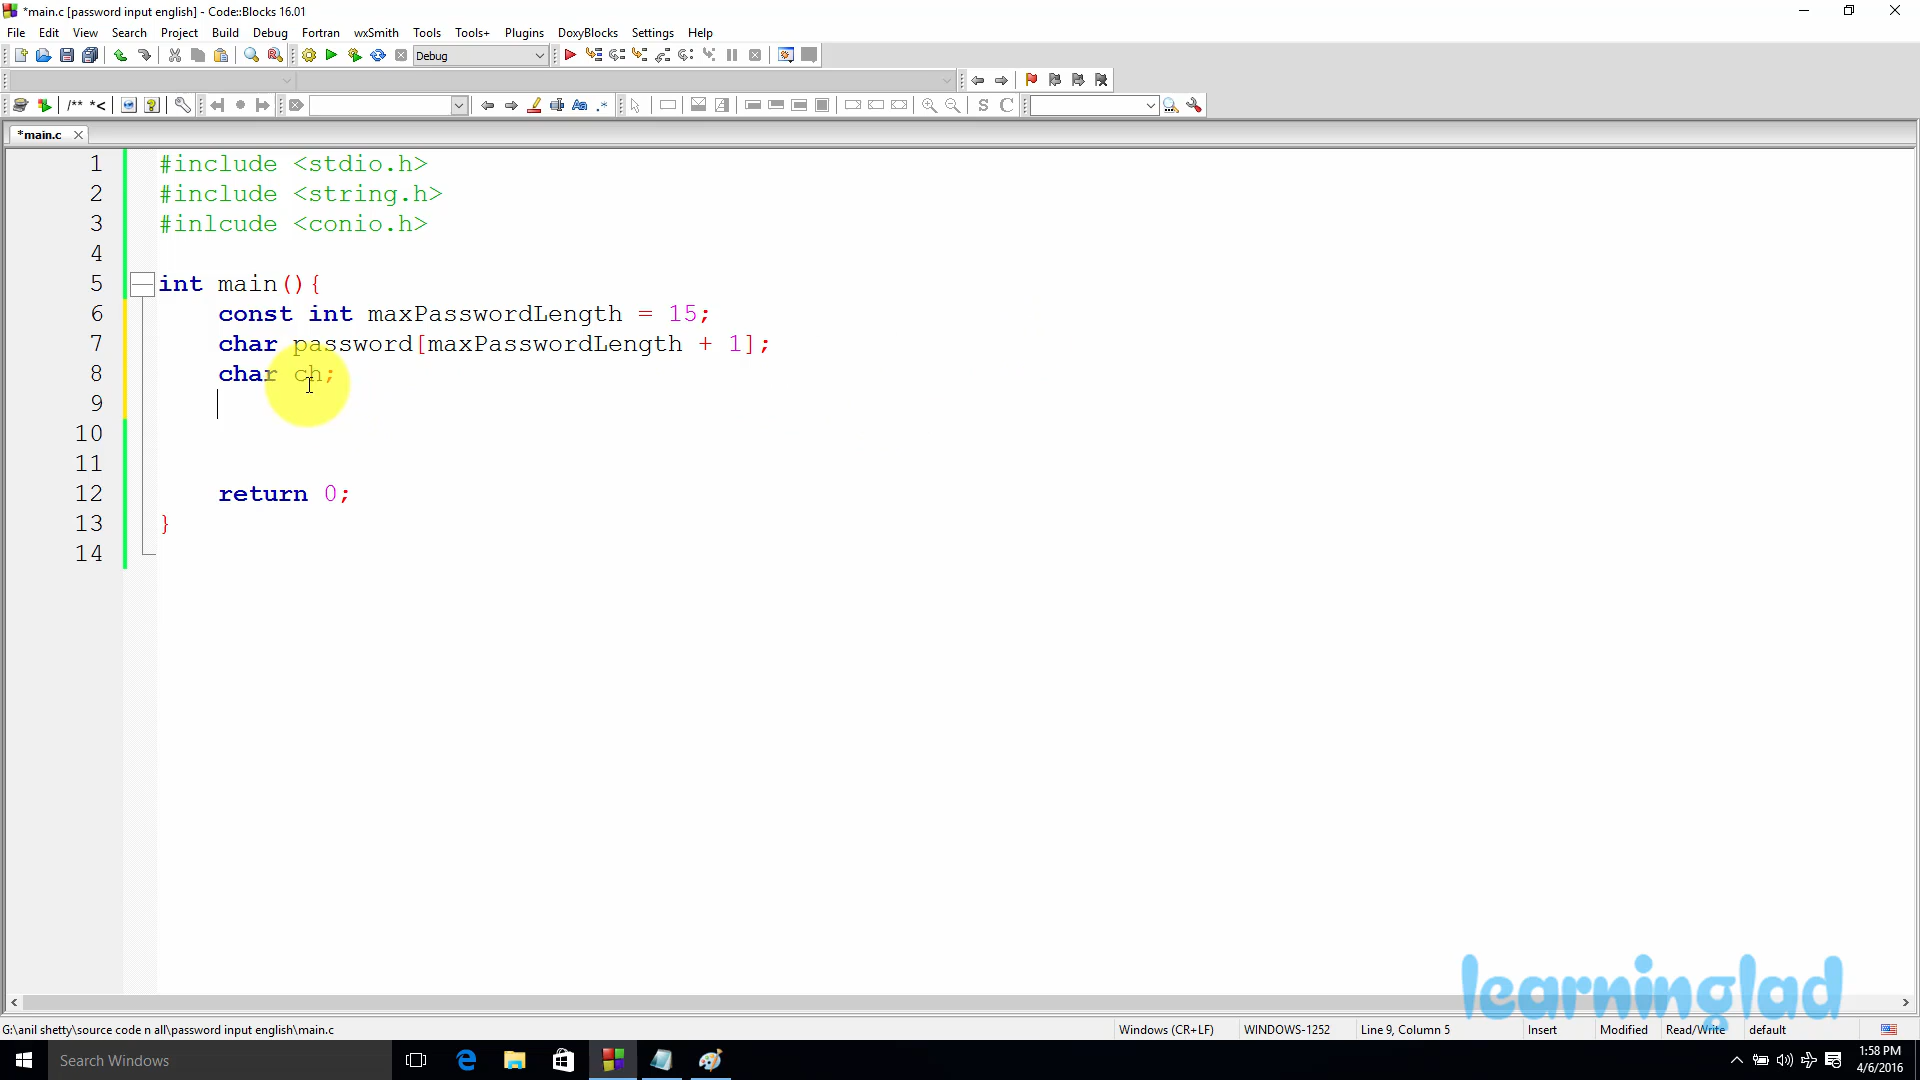 *main.c [password input english] - Code::Blocks 16.01
File Edit View Search Project Build Debug Fortran wxSmith Tools Tools+ Plugins DoxyBlocks Settings Help
Debug
/** *<
S C
*main.c
1 #include <stdio.h>
2 #include <string.h>
3 #inlcude <conio.h>
4
5 int main(){
6 const int maxPasswordLength = 15;
7 char password[maxPasswordLength + 1];
8 char ch;
9
10
11
12 return 0;
13 }
14
learninglad
G:\anil shetty\source code n all\password input english\main.c Windows (CR+LF) WINDOWS-1252 Line 9, Column 5 Insert Modified Read/Write default
Search Windows
1:58 PM
4/6/2016